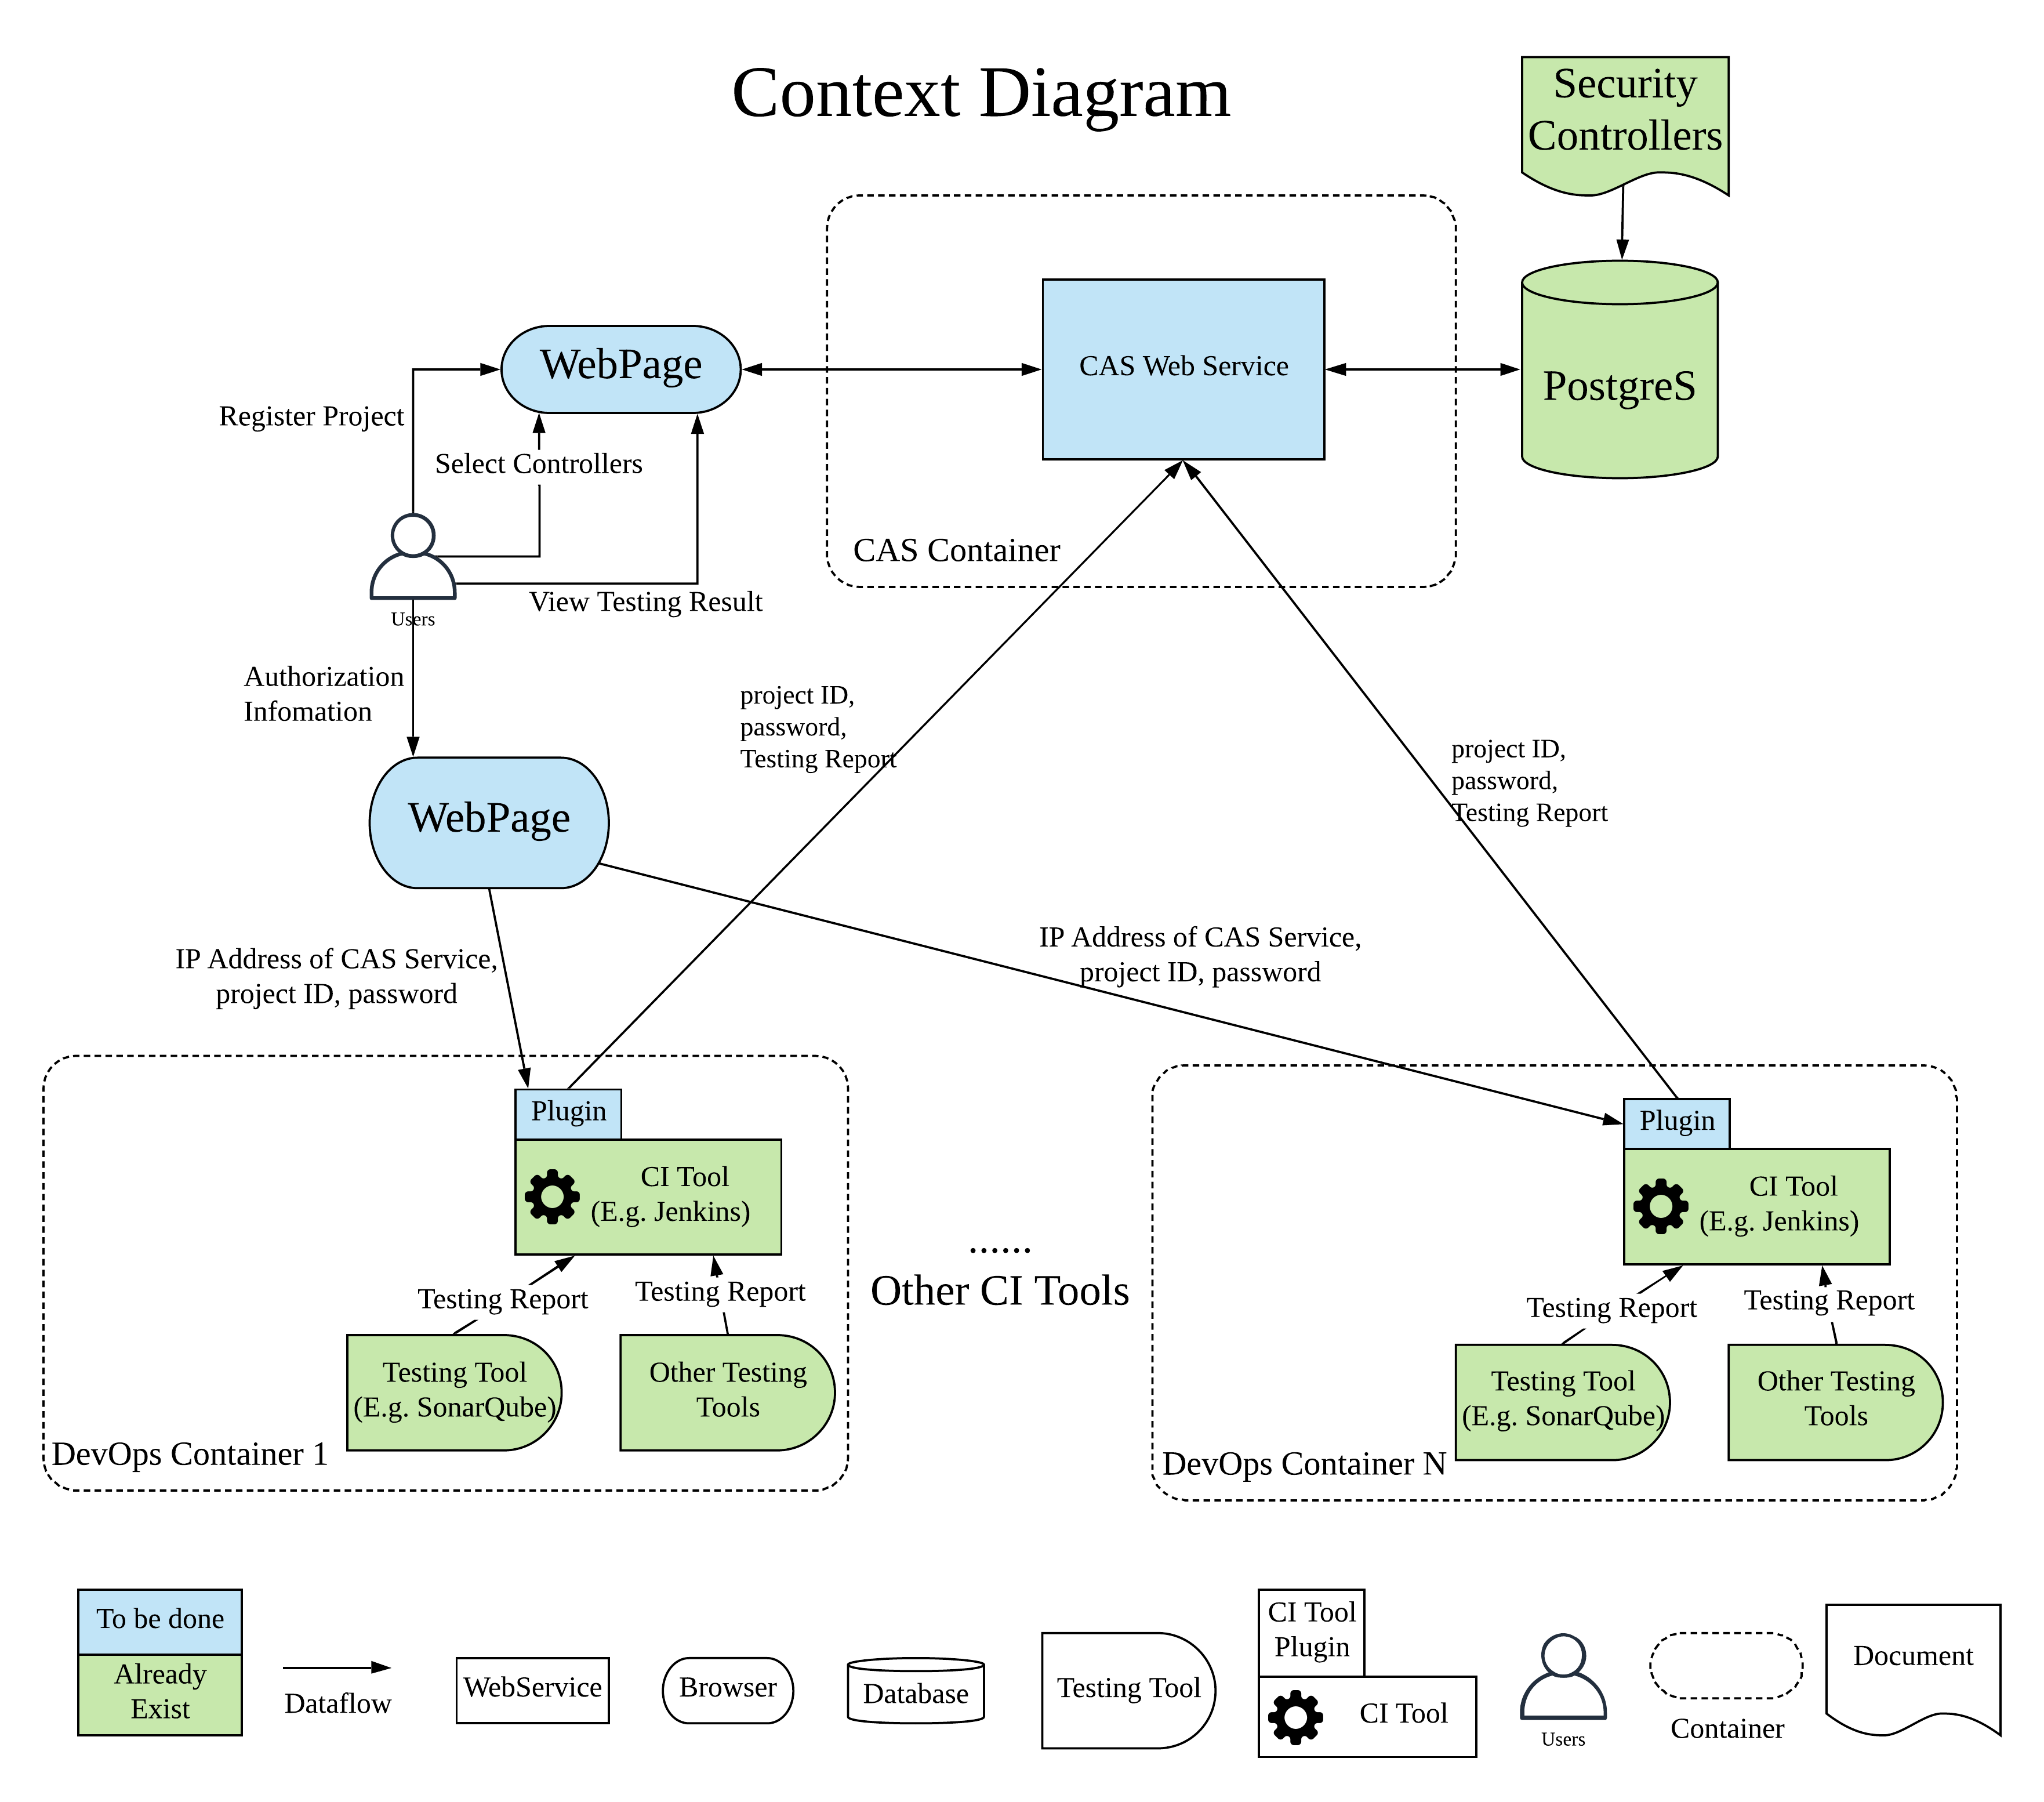 Context Diagram
Security
Controllers
WebPage
CAS Web Service
PostgreS
Register Project
Select Controllers
CAS Container
Users
View Testing Result
Authorization
Infomation
project ID,
password,
Testing Report
project ID,
password,
Testing Report
WebPage
IP Address of CAS Service,
project ID, password
IP Address of CAS Service,
project ID, password
Plugin
CI Tool
(E.g. Jenkins)
Testing Report
Testing Report
Testing Tool
(E.g. SonarQube)
Other Testing
Tools
DevOps Container 1
......
Other CI Tools
Plugin
CI Tool
(E.g. Jenkins)
Testing Report
Testing Report
Testing Tool
(E.g. SonarQube)
Other Testing
Tools
DevOps Container N
To be done
Already
Exist
Dataflow
WebService
Browser
Database
Testing Tool
CI Tool
Plugin
CI Tool
Users
Container
Document